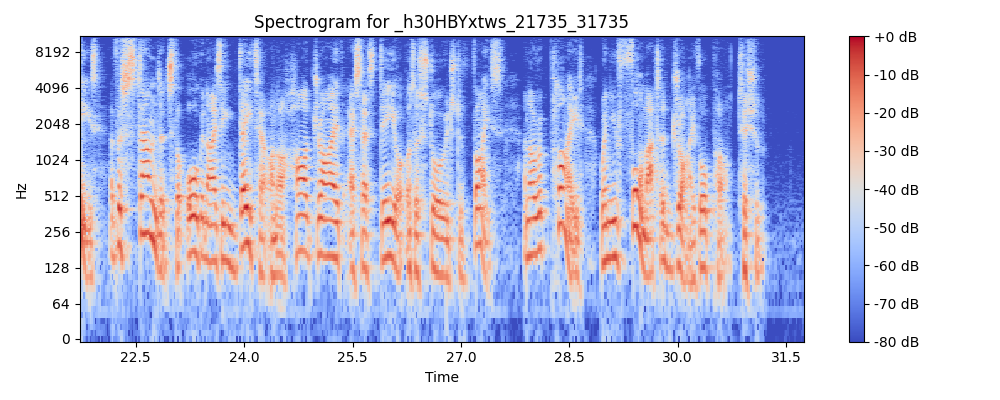 Spectrogram for _h30HBYxtws_21735_31735
Hz
8192
4096
2048
1024
512
256
128
64
0
22.5 24.0 25.5 27.0 28.5 30.0 31.5
Time
+0 dB
-10 dB
-20 dB
-30 dB
-40 dB
-50 dB
-60 dB
-70 dB
-80 dB